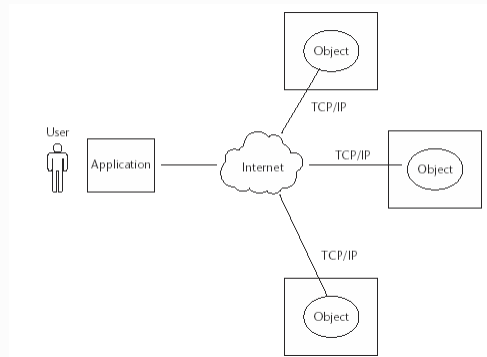 Object
TCP/IP
User
Application
Internet
TCP/IP
Object
TCP/IP
Object